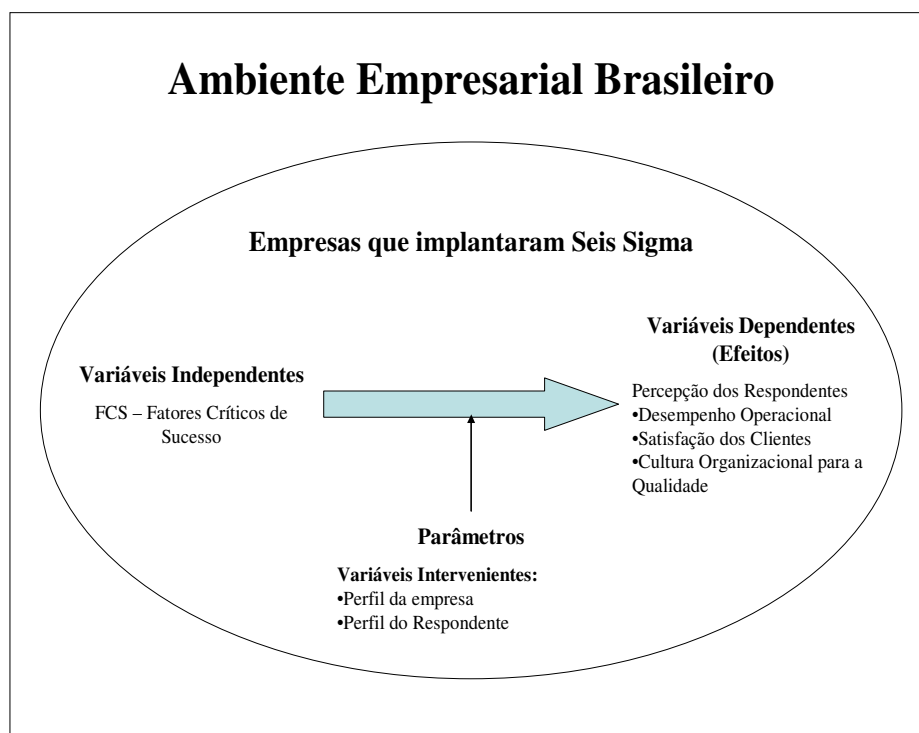 Ambiente Empresarial Brasileiro
Empresas que implantaram Seis Sigma
Variáveis Independentes
FCS – Fatores Críticos de
Sucesso
Variáveis Dependentes
(Efeitos)
Percepção dos Respondentes
•Desempenho Operacional
•Satisfação dos Clientes
•Cultura Organizacional para a
Qualidade
Parâmetros
Variáveis Intervenientes:
•Perfil da empresa
•Perfil do Respondente